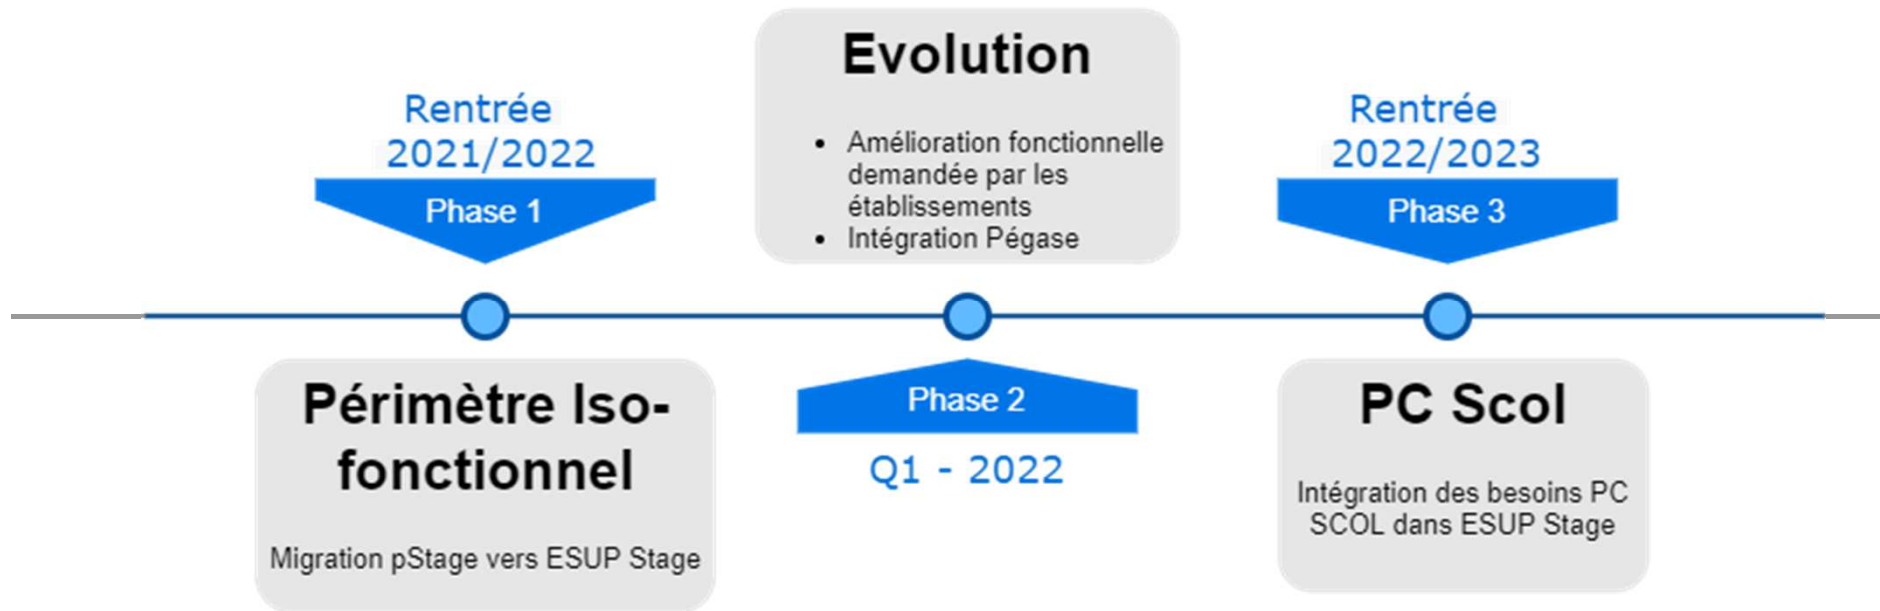 Rentrée
2021/2022
Phase 1
Périmètre Iso-
fonctionnel
Migration pStage vers ESUP Stage
Evolution
• Amélioration fonctionnelle
demandée par les
établissements
• Intégration Pégase
Phase 2
Q1 - 2022
Rentrée
2022/2023
Phase 3
PC Scol
Intégration des besoins PC
SCOL dans ESUP Stage